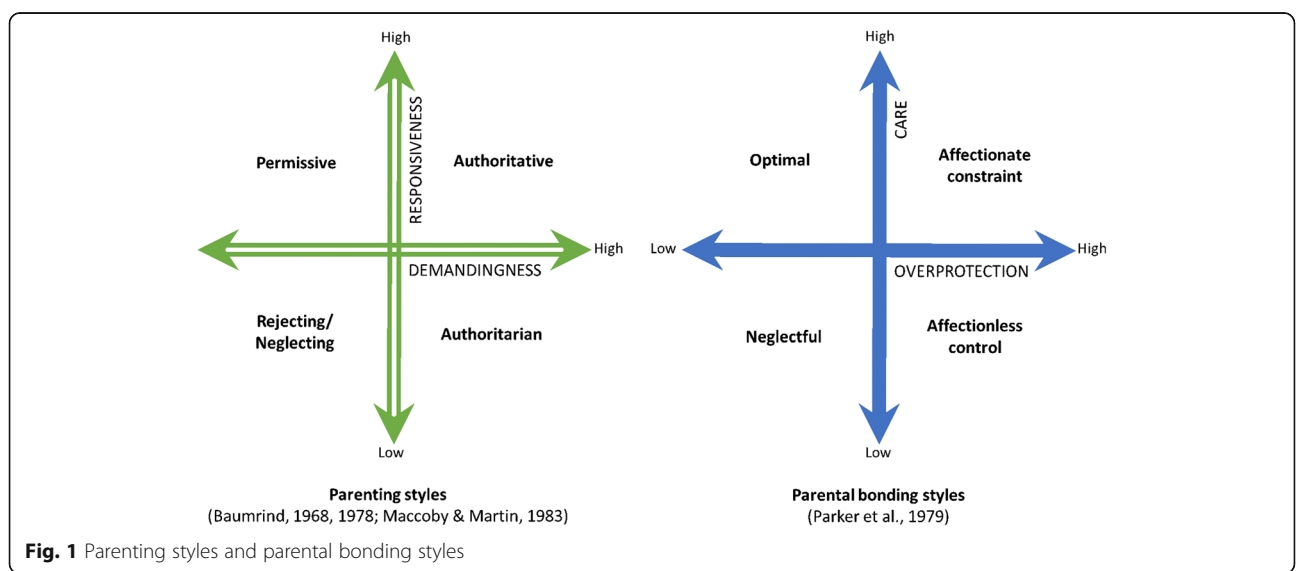 High
RESPONSIVENESS
Permissive
Authoritative
High
DEMANDINGNESS
Rejecting/
Neglecting
Authoritarian
Low
Parenting styles
(Baumrind, 1968, 1978; Maccoby & Martin, 1983)
High
CARE
Optimal
Affectionate
constraint
Low
High
OVERPROTECTION
Neglectful
Affectionless
control
Low
Parental bonding styles
(Parker et al., 1979)
Fig. 1 Parenting styles and parental bonding styles